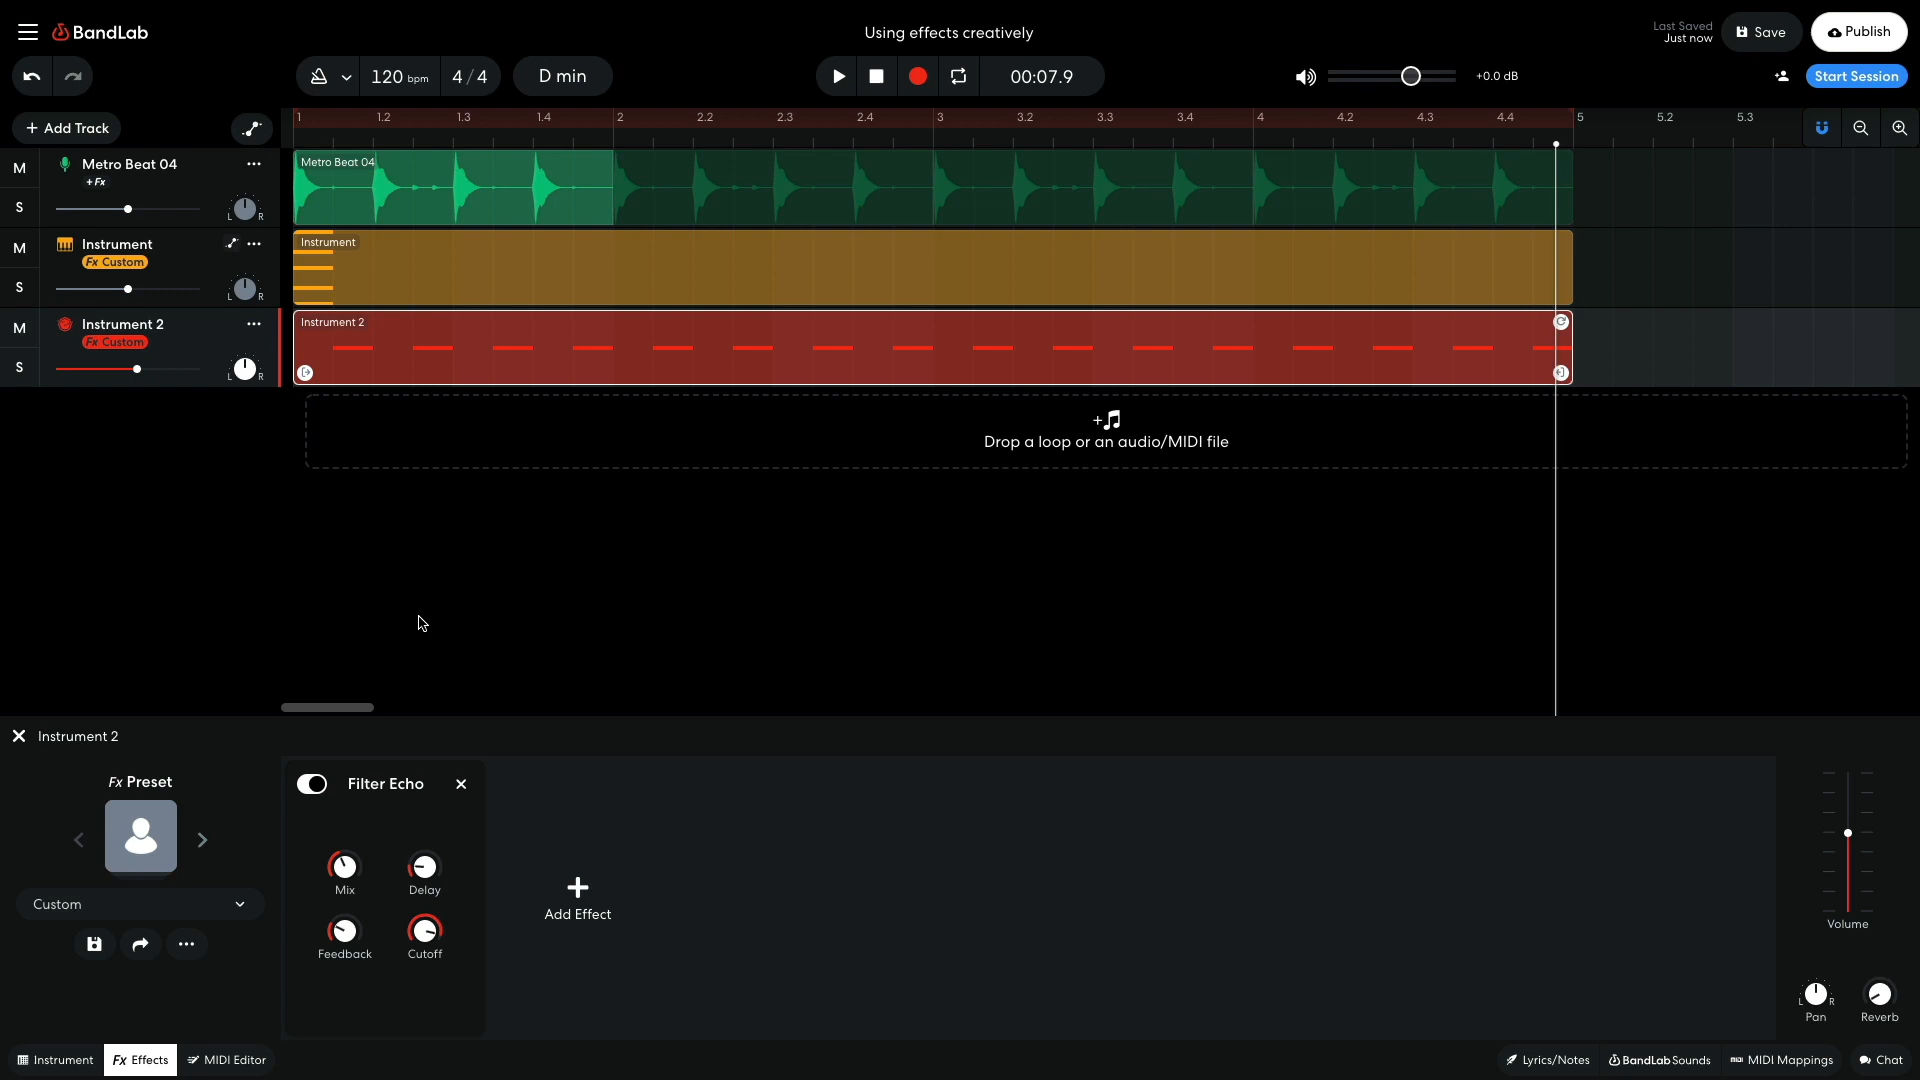 BandLab
Using effects creatively
Last Saved
Just now
Save
Publish
120 bpm
4 / 4
D min
00:07.9
+0.0 dB
Start Session
+ Add Track
1 1.2 1.3 1.4 2 2.2 2.3 2.4 3 3.2 3.3 3.4 4 4.2 4.3 4.4 5 5.2 5.3
M
Metro Beat 04
+Fx
S
L R
Metro Beat 04
M
Instrument
Fx Custom
S
L R
Instrument
M
Instrument 2
Fx Custom
S
L R
Instrument 2
Drop a loop or an audio/MIDI file
Instrument 2
Fx Preset
Custom
Filter Echo
Mix
Delay
Feedback
Cutoff
Add Effect
Volume
L R
Pan
Reverb
Instrument
Fx Effects
MIDI Editor
Lyrics/Notes
BandLab Sounds
MIDI Mappings
Chat